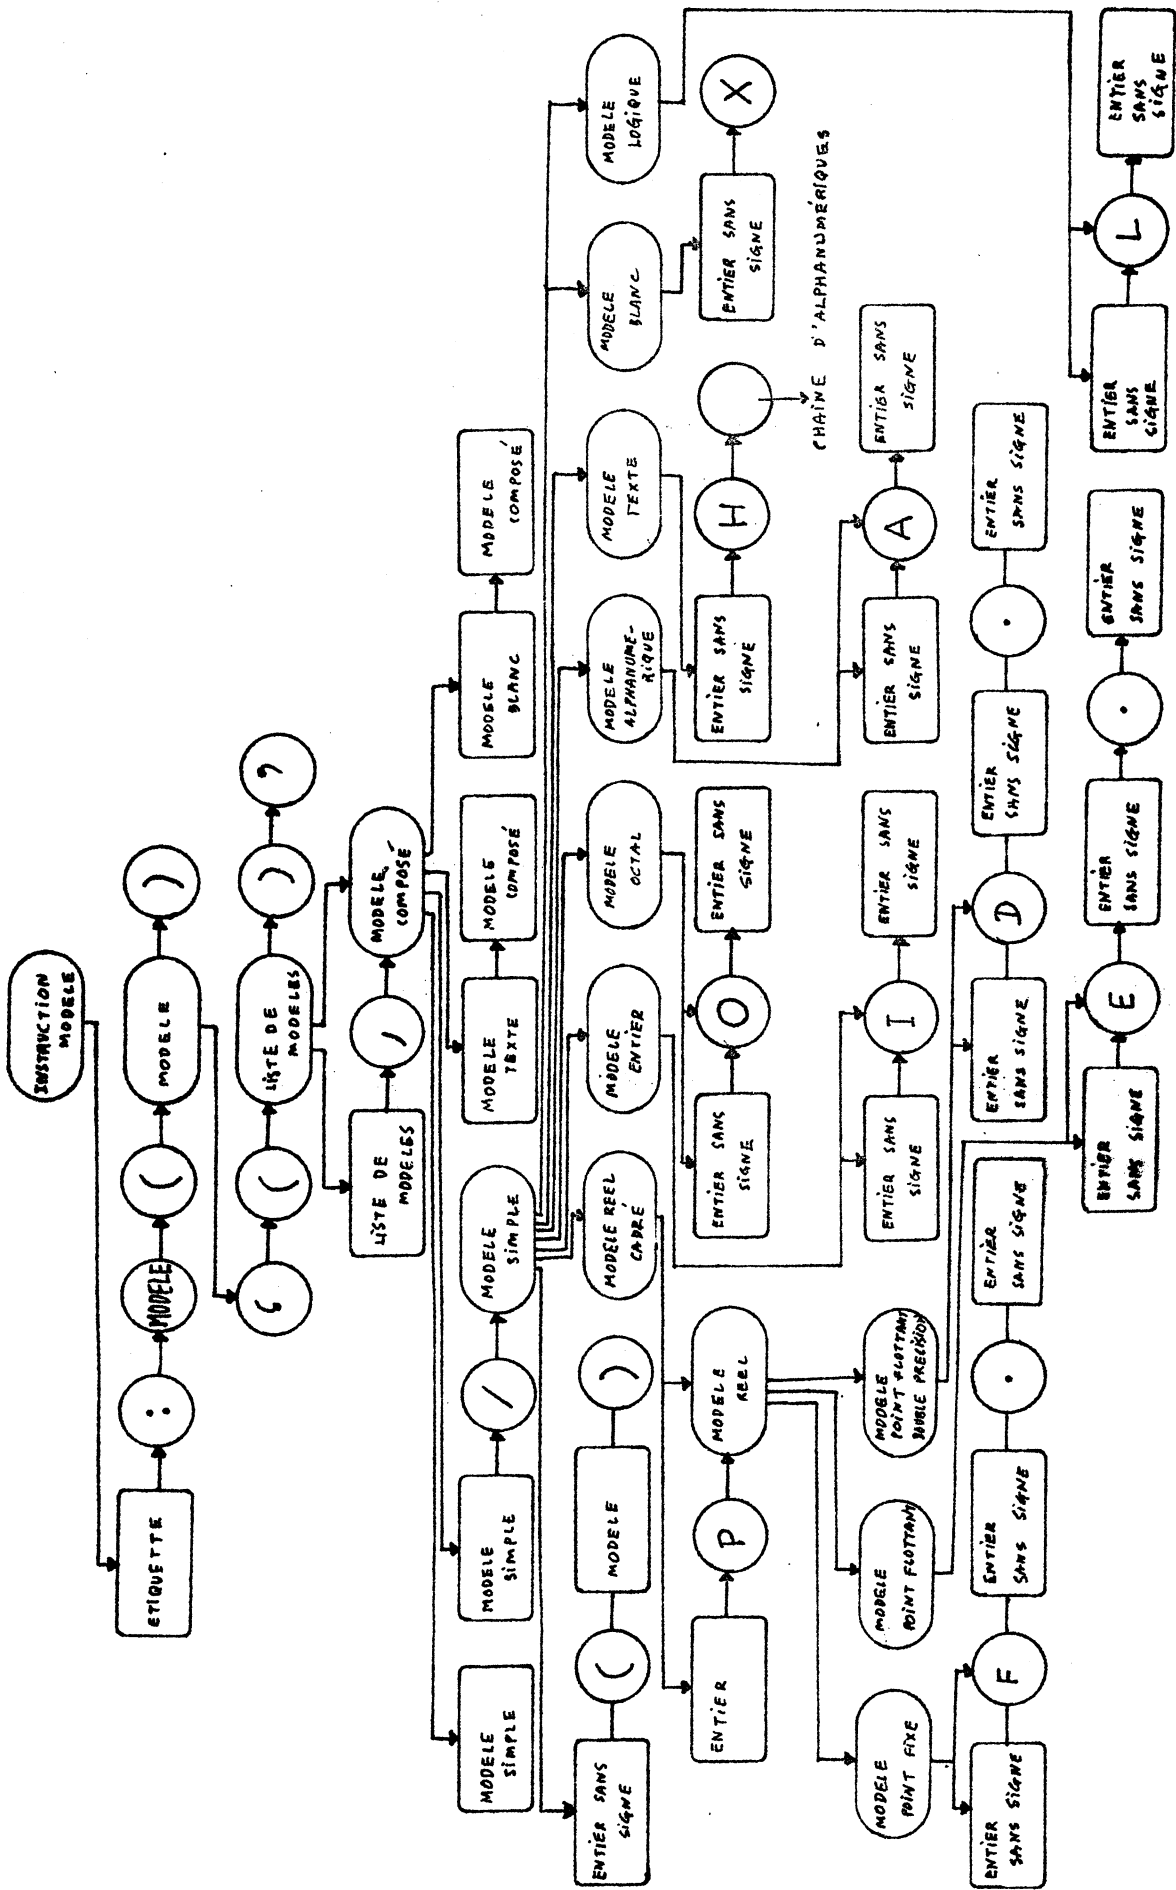 INSTRUCTION
MODELE
ETIQUETTE
:
MODELE
(
MODELE
)
(
LISTE DE
MODELES
)
LISTE DE
MODELES
,
MODELE
COMPOSÉ
MODELE
SIMPLE
MODELE
SIMPLE
/
MODELE
SIMPLE
MODELE
TEXTE
MODELE
COMPOSÉ
MODELE
BLANC
MODELE
COMPOSÉ
ENTIER SANS
SIGNE
(
MODELE
)
MODELE REEL
CADRÉ
MODELE
ENTIER
MODELE
OCTAL
MODELE
ALPHANUME-
RIQUE
MODELE
TEXTE
MODELE
BLANC
MODELE
LOGIQUE
ENTIER
P
MODELE
REEL
ENTIER SANS
SIGNE
O
ENTIER SANS
SIGNE
ENTIER SANS
SIGNE
H
CHAINE D'ALPHANUMÉRIQUES
ENTIER SANS
SIGNE
X
MODELE
POINT FIXE
MODELE
POINT FLOTTANT
MODELE
POINT FLOTTANT
DOUBLE PRECISION
ENTIER SANS
SIGNE
I
ENTIER SANS
SIGNE
ENTIER SANS
SIGNE
A
ENTIER SANS
SIGNE
ENTIER
SANS SIGNE
F
ENTIER
SANS SIGNE
.
ENTIER
SANS SIGNE
ENTIER
SANS SIGNE
D
ENTIER
SANS SIGNE
.
ENTIER
SANS SIGNE
ENTIER
SANS SIGNE
E
ENTIER
SANS SIGNE
.
ENTIER
SANS SIGNE
ENTIER
SANS
SIGNE
L
ENTIER
SANS
SIGNE